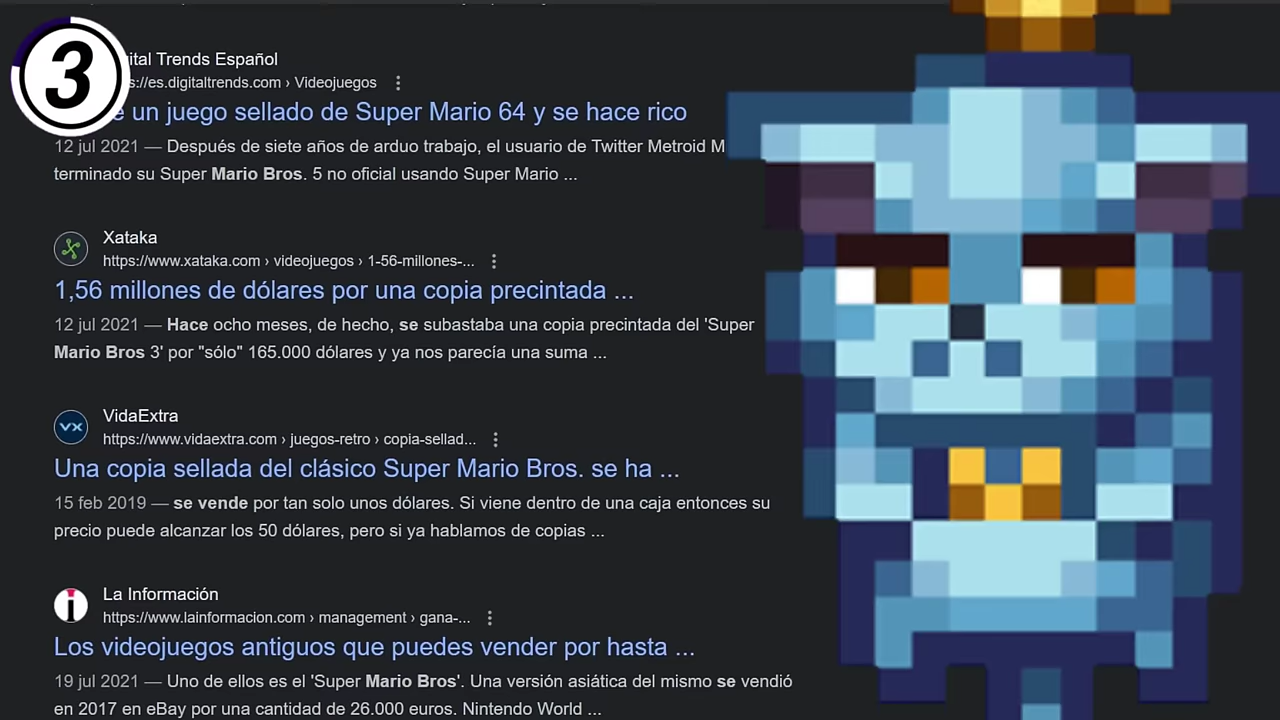 3
ital Trends Español
s://es.digitaltrends.com › Videojuegos
e un juego sellado de Super Mario 64 y se hace rico
12 jul 2021 — Después de siete años de arduo trabajo, el usuario de Twitter Metroid M
terminado su Super Mario Bros. 5 no oficial usando Super Mario ...
Xataka
https://www.xataka.com › videojuegos › 1-56-millones-...
1,56 millones de dólares por una copia precintada ...
12 jul 2021 — Hace ocho meses, de hecho, se subastaba una copia precintada del 'Super
Mario Bros 3' por "sólo" 165.000 dólares y ya nos parecía una suma ...
VX
VidaExtra
https://www.vidaextra.com › juegos-retro › copia-sellad...
Una copia sellada del clásico Super Mario Bros. se ha ...
15 feb 2019 — se vende por tan solo unos dólares. Si viene dentro de una caja entonces su
precio puede alcanzar los 50 dólares, pero si ya hablamos de copias ...
i
La Información
https://www.lainformacion.com › management › gana-...
Los videojuegos antiguos que puedes vender por hasta ...
19 jul 2021 — Uno de ellos es el 'Super Mario Bros'. Una versión asiática del mismo se vendió
en 2017 en eBay por una cantidad de 26.000 euros. Nintendo World ...